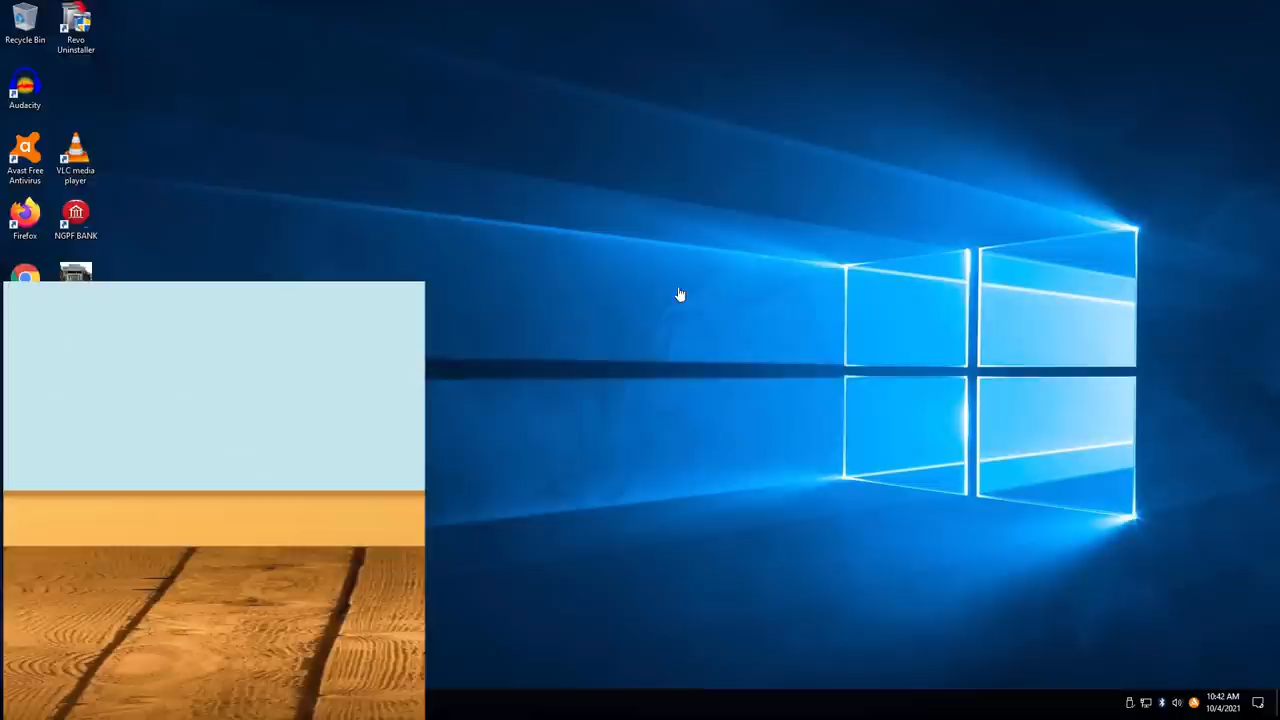 Recycle Bin
Revo
Uninstaller
Audacity
Avast Free
Antivirus
VLC media
player
Firefox
NGPF BANK
10:42 AM
10/4/2021